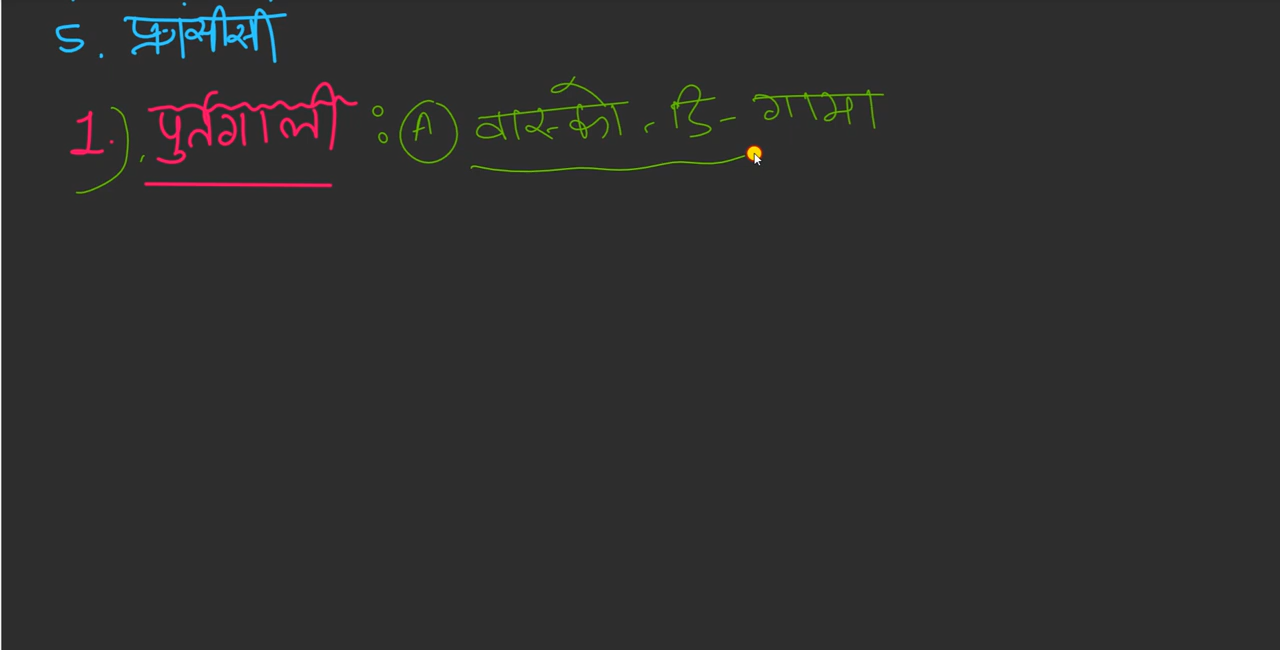 5. फ्रांसीसी
1.) पुर्तगाली : A वास्को - डि - गामा